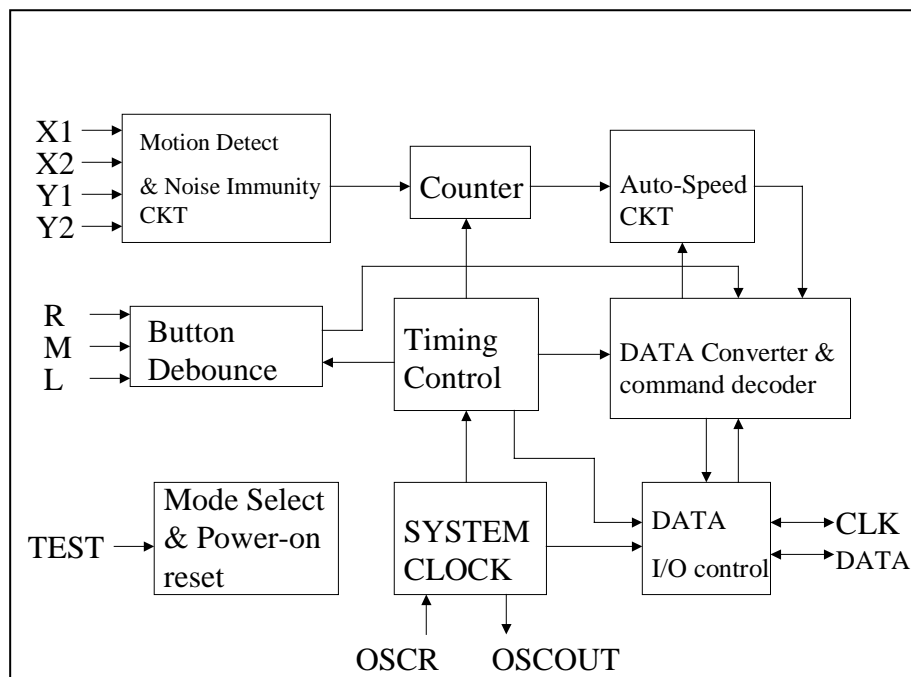 X1
X2
Y1
Y2
Motion Detect
& Noise Immunity
CKT
Counter
Auto-Speed
CKT
R
M
L
Button
Debounce
Timing
Control
DATA Converter &
command decoder
TEST
Mode Select
& Power-on
reset
SYSTEM
CLOCK
DATA
I/O control
CLK
DATA
OSCR
OSCOUT